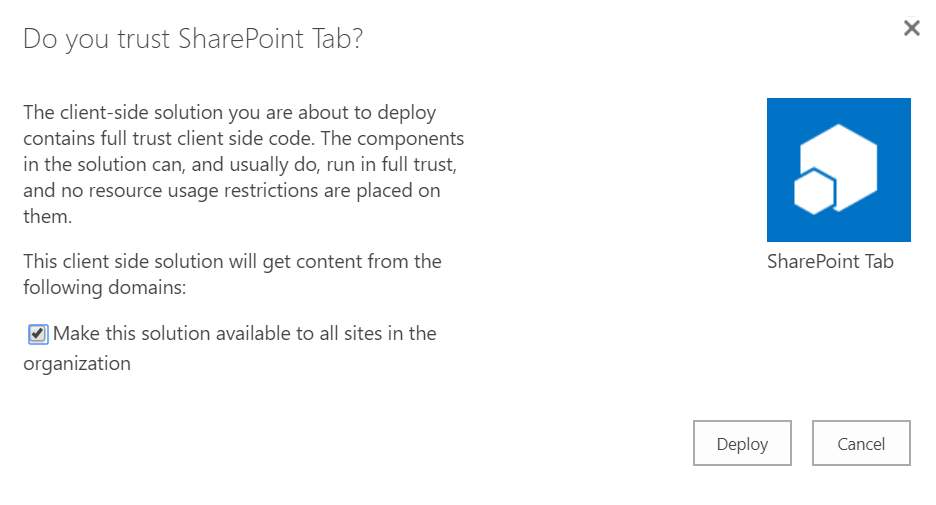 Do you trust SharePoint Tab?
The client-side solution you are about to deploy
contains full trust client side code. The components
in the solution can, and usually do, run in full trust,
and no resource usage restrictions are placed on
them.
This client side solution will get content from the
following domains:
Make this solution available to all sites in the
organization
SharePoint Tab
Deploy
Cancel